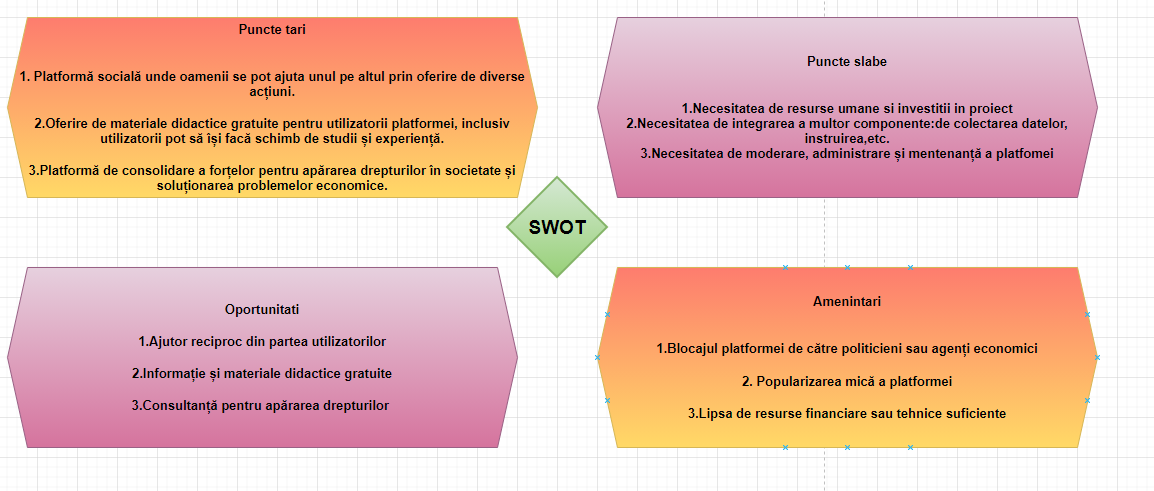 Puncte tari
1. Platformă socială unde oamenii se pot ajuta unul pe altul prin oferire de diverse
acțiuni.
2.Oferire de materiale didactice gratuite pentru utilizatorii platformei, inclusiv
utilizatorii pot să își facă schimb de studii și experiență.
3.Platformă de consolidare a forțelor pentru apărarea drepturilor în societate și
soluționarea problemelor economice.
Puncte slabe
1.Necesitatea de resurse umane si investitii in proiect
2.Necesitatea de integrarea a multor componente:de colectarea datelor,
instruirea,etc.
3.Necesitatea de moderare, administrare și mentenanță a platfomei
SWOT
Oportunitati
1.Ajutor reciproc din partea utilizatorilor
2.Informație și materiale didactice gratuite
3.Consultanță pentru apărarea drepturilor
Amenintari
1.Blocajul platformei de către politicieni sau agenți economici
2. Popularizarea mică a platformei
3.Lipsa de resurse financiare sau tehnice suficiente